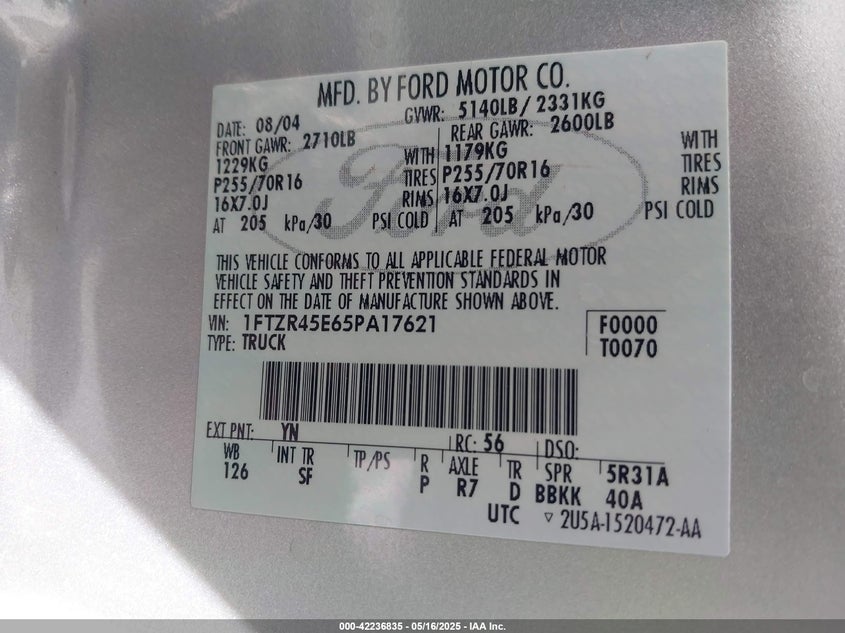 MFD. BY FORD MOTOR CO.
DATE: 08/04 GVWR: 5140LB/ 2331KG
FRONT GAWR: 2710LB REAR GAWR: 2600LB
1229KG WITH 1179KG WITH
P255/70R16 TIRES P255/70R16 TIRES
16X7.0J RIMS 16X7.0J RIMS
AT 205 kPa/30 PSI COLD AT 205 kPa/30 PSI COLD
Ford
THIS VEHICLE CONFORMS TO ALL APPLICABLE FEDERAL MOTOR
VEHICLE SAFETY AND THEFT PREVENTION STANDARDS IN
EFFECT ON THE DATE OF MANUFACTURE SHOWN ABOVE.
VIN: 1FTZR45E65PA17621 F0000
TYPE: TRUCK T0070
EXT PNT: YN RC: 56 DSO:
WB INT TR TP/PS R AXLE TR SPR 5R31A
126 SF P R7 D BBKK 40A
UTC ▽ 2U5A-1520472-AA
000-42236835 - 05/16/2025 - IAA Inc.